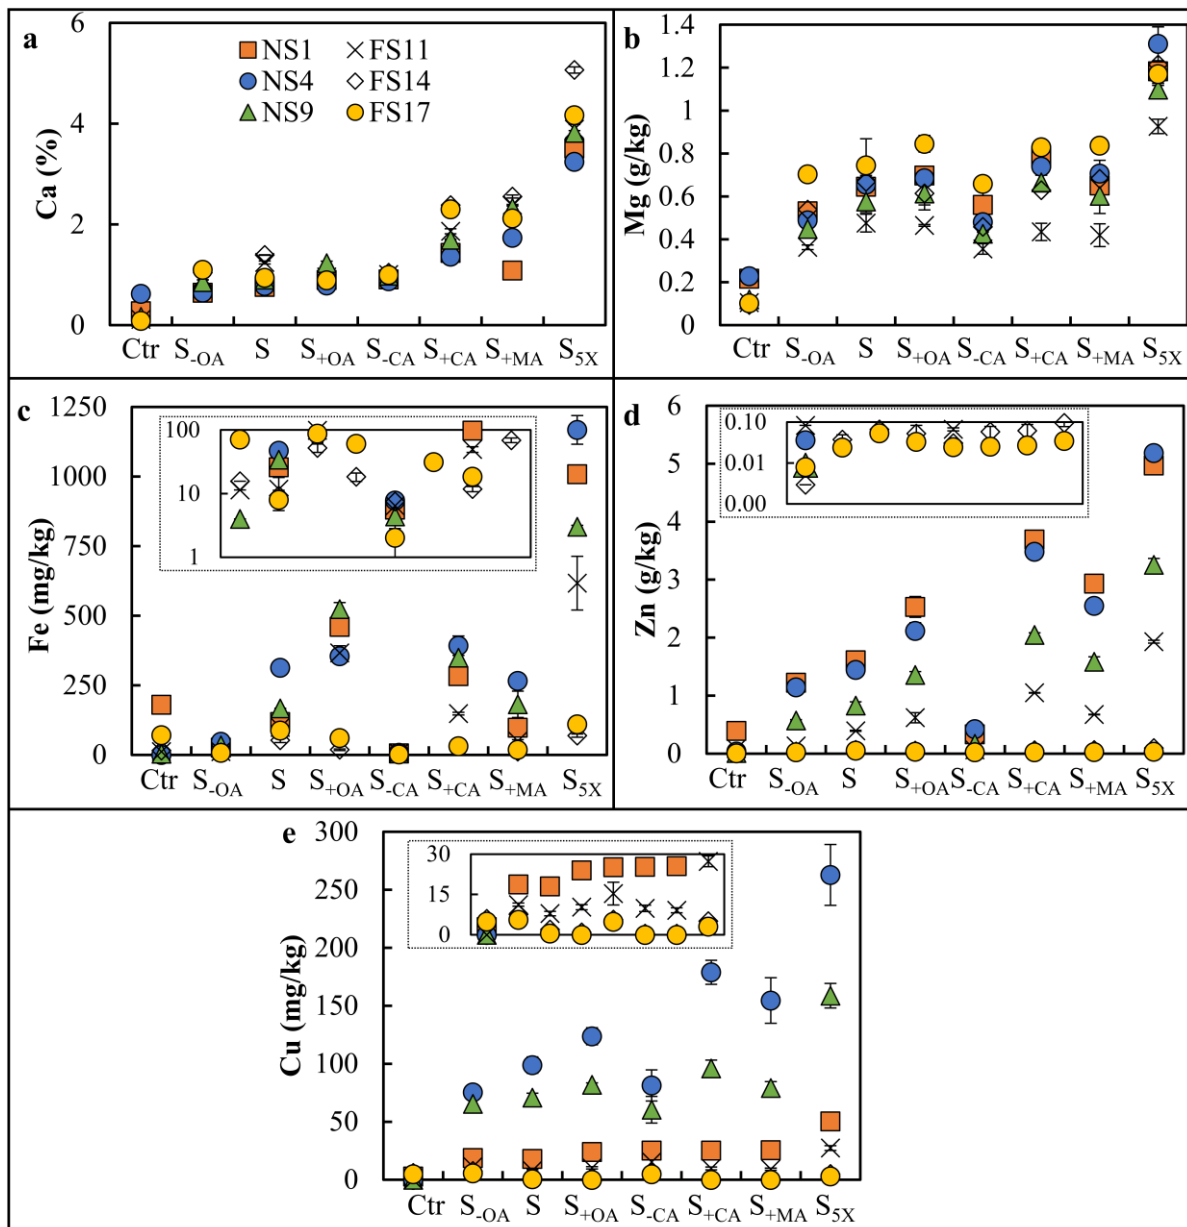 a
NS1 FS11
NS4 FS14
NS9 FS17
Ca (%)
6
4
2
0
Ctr S-OA S S+OA S-CA S+CA S+MA S5X
b
Mg (g/kg)
1.4
1.2
1
0.8
0.6
0.4
0.2
0
Ctr S-OA S S+OA S-CA S+CA S+MA S5X
c
Fe (mg/kg)
1250
1000
750
500
250
0
100
10
1
Ctr S-OA S S+OA S-CA S+CA S+MA S5X
d
Zn (g/kg)
6
5
4
3
2
1
0
0.10
0.01
0.00
Ctr S-OA S S+OA S-CA S+CA S+MA S5X
e
Cu (mg/kg)
300
250
200
150
100
50
0
30
15
0
Ctr S-OA S S+OA S-CA S+CA S+MA S5X